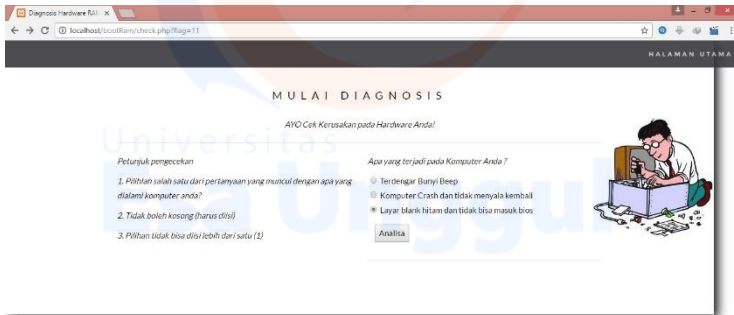 Diagnosis Hardware RAM
localhost/bootRam/check.php?flag=11
HALAMAN UTAMA
MULAI DIAGNOSIS
AYO Cek Kerusakan pada Hardware Anda!
Universitas
Esa Unggul
Petunjuk pengecekan
1. Pilihlah salah satu dari pertanyaan yang muncul dengan apa yang
dialami komputer anda?
2. Tidak boleh kosong (harus diisi)
3. Pilihan tidak bisa diisi lebih dari satu (1)
Apa yang terjadi pada Komputer Anda ?
Terdengar Bunyi Beep
Komputer Crash dan tidak menyala kembali
Layar blank hitam dan tidak bisa masuk bios
Analisa